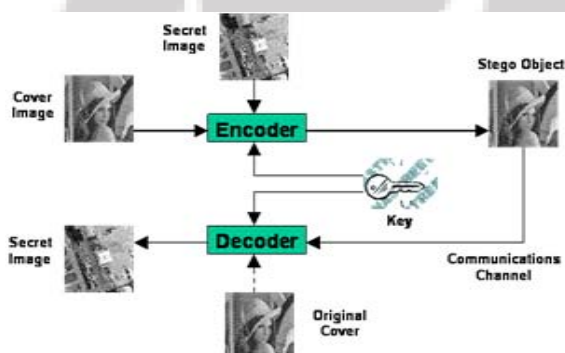 Secret
Image
Stego Object
Cover
Image
Encoder
Key
Secret
Image
Decoder
Communications
Channel
Original
Cover